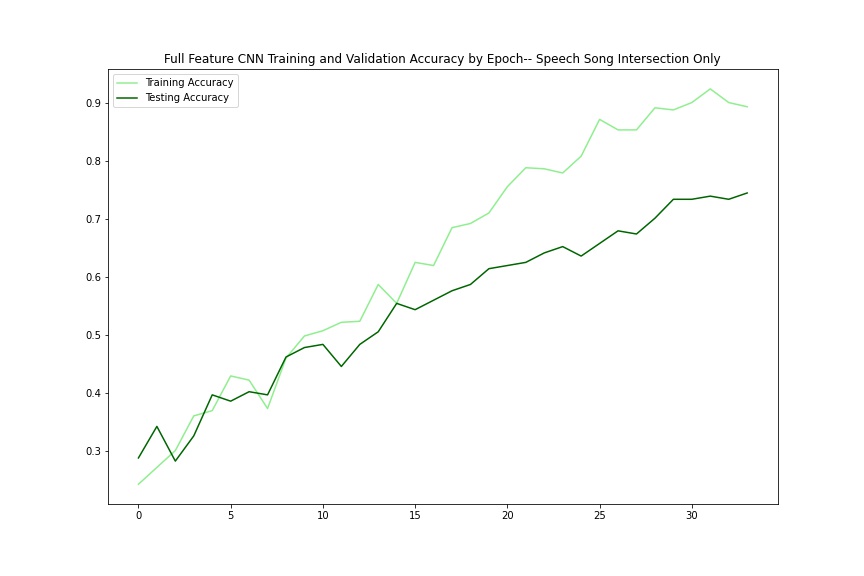 Full Feature CNN Training and Validation Accuracy by Epoch-- Speech Song Intersection Only
Training Accuracy
Testing Accuracy
0.9
0.8
0.7
0.6
0.5
0.4
0.3
0 5 10 15 20 25 30